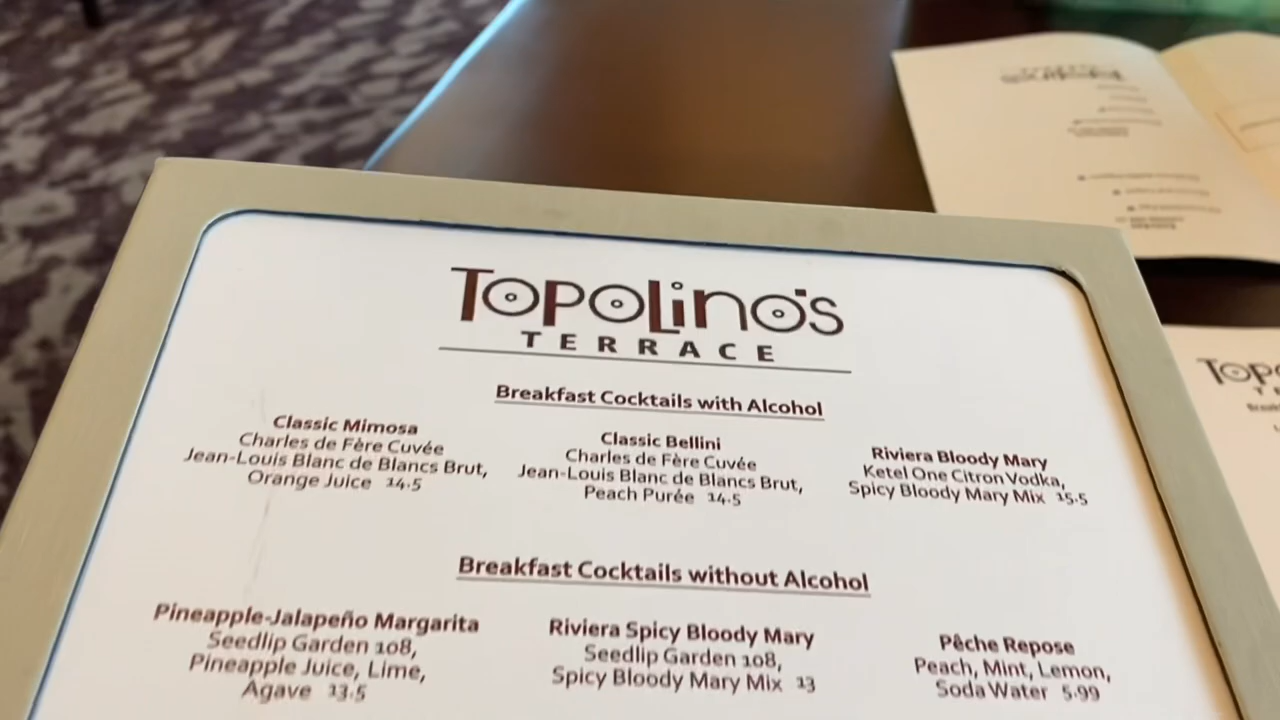 TOPOLiNO'S
TERRACE
Breakfast Cocktails with Alcohol
Classic Mimosa
Charles de Fère Cuvée
Jean-Louis Blanc de Blancs Brut,
Orange Juice 14.5
Classic Bellini
Charles de Fère Cuvée
Jean-Louis Blanc de Blancs Brut,
Peach Purée 14.5
Riviera Bloody Mary
Ketel One Citron Vodka,
Spicy Bloody Mary Mix 15.5
Breakfast Cocktails without Alcohol
Pineapple-Jalapeño Margarita
Seedlip Garden 108,
Pineapple Juice, Lime,
Agave 13.5
Riviera Spicy Bloody Mary
Seedlip Garden 108,
Spicy Bloody Mary Mix 13
Pêche Repose
Peach, Mint, Lemon,
Soda Water 5.99